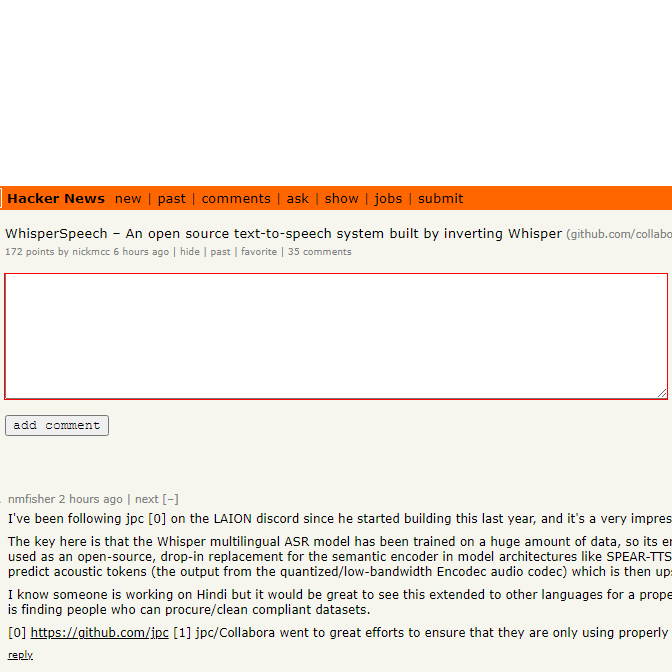 Hacker News new | past | comments | ask | show | jobs | submit
WhisperSpeech – An open source text-to-speech system built by inverting Whisper (github.com/collabo
172 points by nickmcc 6 hours ago | hide | past | favorite | 35 comments
add comment
nmfisher 2 hours ago | next [–]
I've been following jpc [0] on the LAION discord since he started building this last year, and it's a very impres
The key here is that the Whisper multilingual ASR model has been trained on a huge amount of data, so its en
used as an open-source, drop-in replacement for the semantic encoder in model architectures like SPEAR-TTS
predict acoustic tokens (the output from the quantized/low-bandwidth Encodec audio codec) which is then up
I know someone is working on Hindi but it would be great to see this extended to other languages for a prope
is finding people who can procure/clean compliant datasets.
[0] https://github.com/jpc [1] jpc/Collabora went to great efforts to ensure that they are only using properly
reply